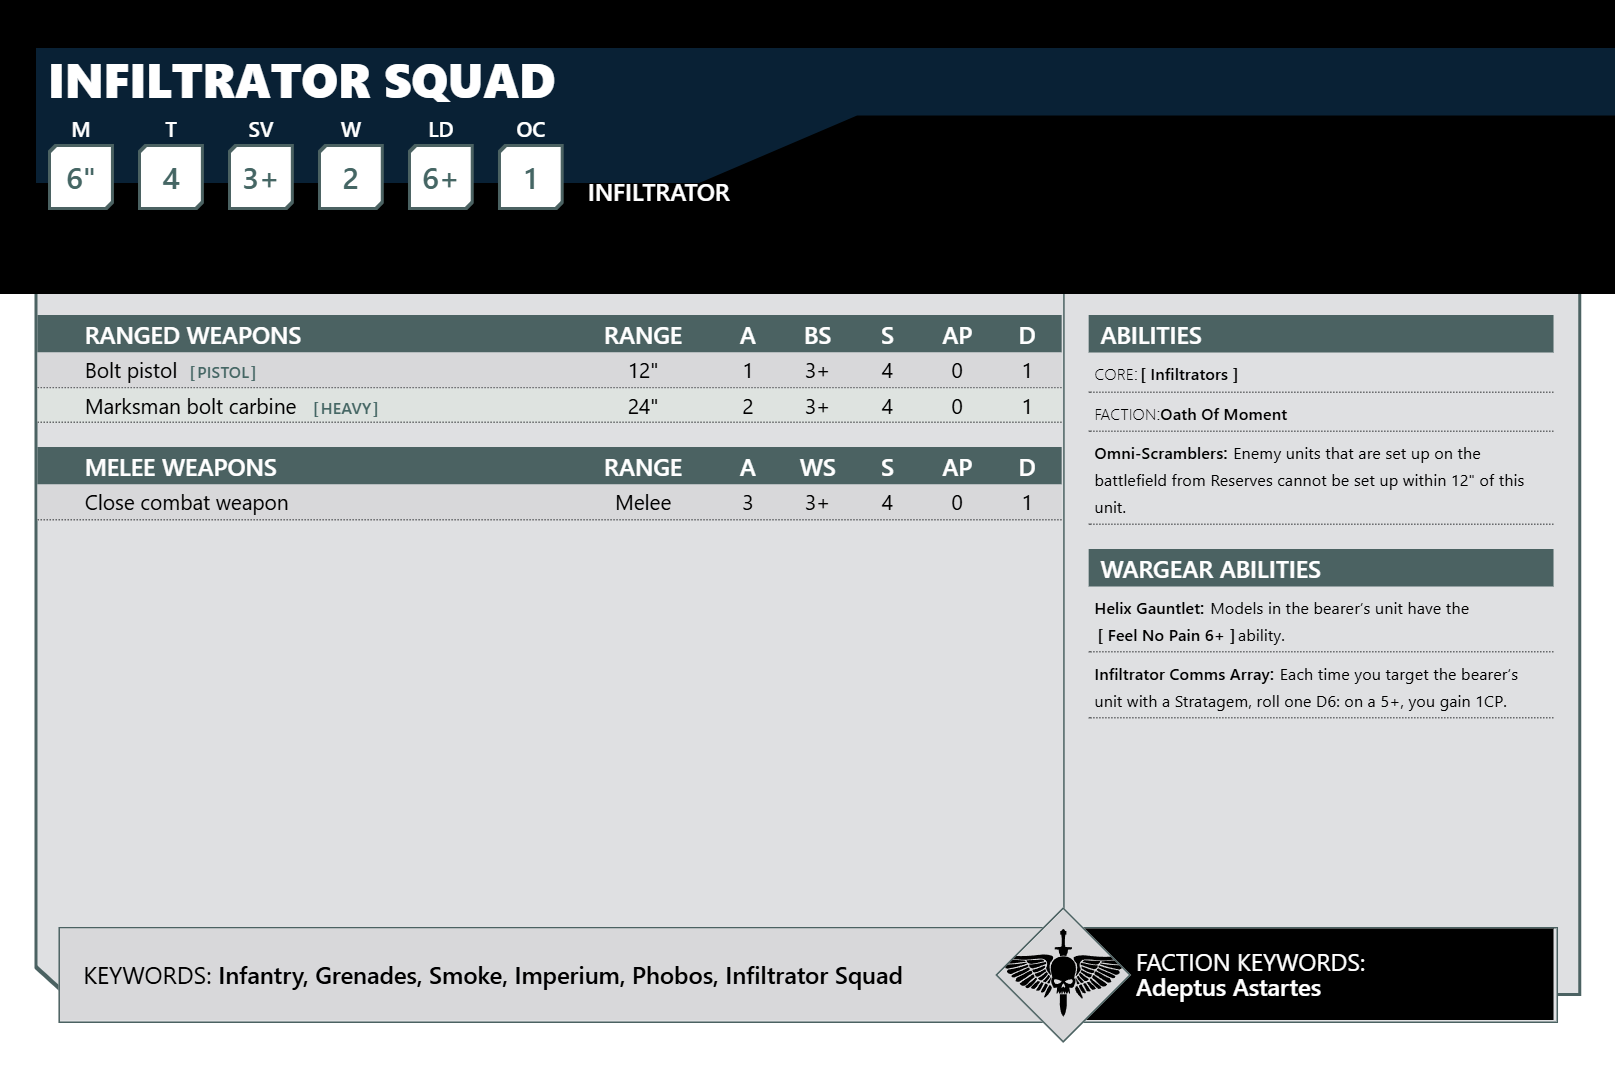 INFILTRATOR SQUAD
M T SV W LD OC
6" 4 3+ 2 6+ 1
INFILTRATOR
RANGED WEAPONS RANGE A BS S AP D
Bolt pistol [PISTOL] 12" 1 3+ 4 0 1
Marksman bolt carbine [HEAVY] 24" 2 3+ 4 0 1
MELEE WEAPONS RANGE A WS S AP D
Close combat weapon Melee 3 3+ 4 0 1
ABILITIES
CORE: [ Infiltrators ]
FACTION:Oath Of Moment
Omni-Scramblers: Enemy units that are set up on the
battlefield from Reserves cannot be set up within 12" of this
unit.
WARGEAR ABILITIES
Helix Gauntlet: Models in the bearer’s unit have the
[ Feel No Pain 6+ ] ability.
Infiltrator Comms Array: Each time you target the bearer’s
unit with a Stratagem, roll one D6: on a 5+, you gain 1CP.
KEYWORDS: Infantry, Grenades, Smoke, Imperium, Phobos, Infiltrator Squad
FACTION KEYWORDS:
Adeptus Astartes